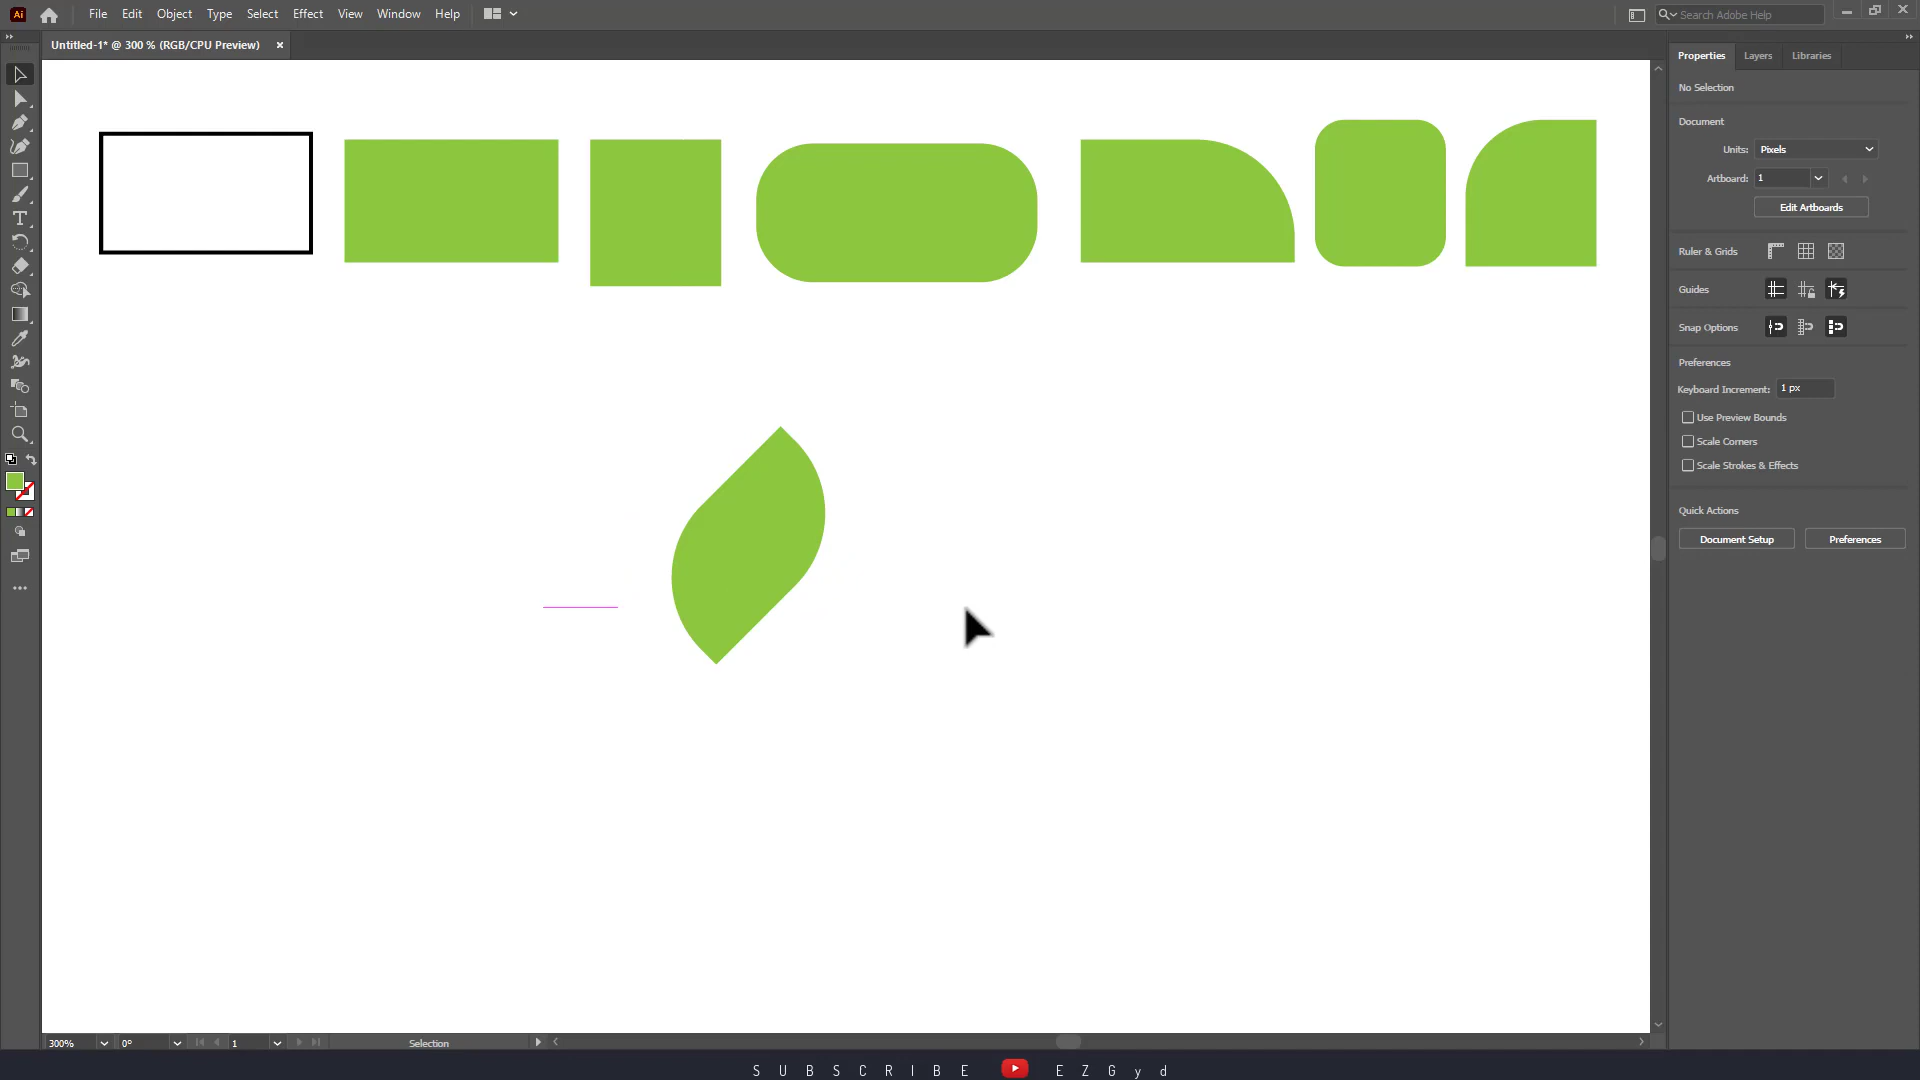 Ai File Edit Object Type Select Effect View Window Help Search Adobe Help
Untitled-1* @ 300 % (RGB/CPU Preview)
Properties Layers Libraries
No Selection
Document
Units: Pixels
Artboard: 1
Edit Artboards
Ruler & Grids
Guides
Snap Options
Preferences
Keyboard Increment: 1 px
Use Preview Bounds
Scale Corners
Scale Strokes & Effects
Quick Actions
Document Setup Preferences
300% 0° 1 Selection
SUBSCRIBE EZGyd